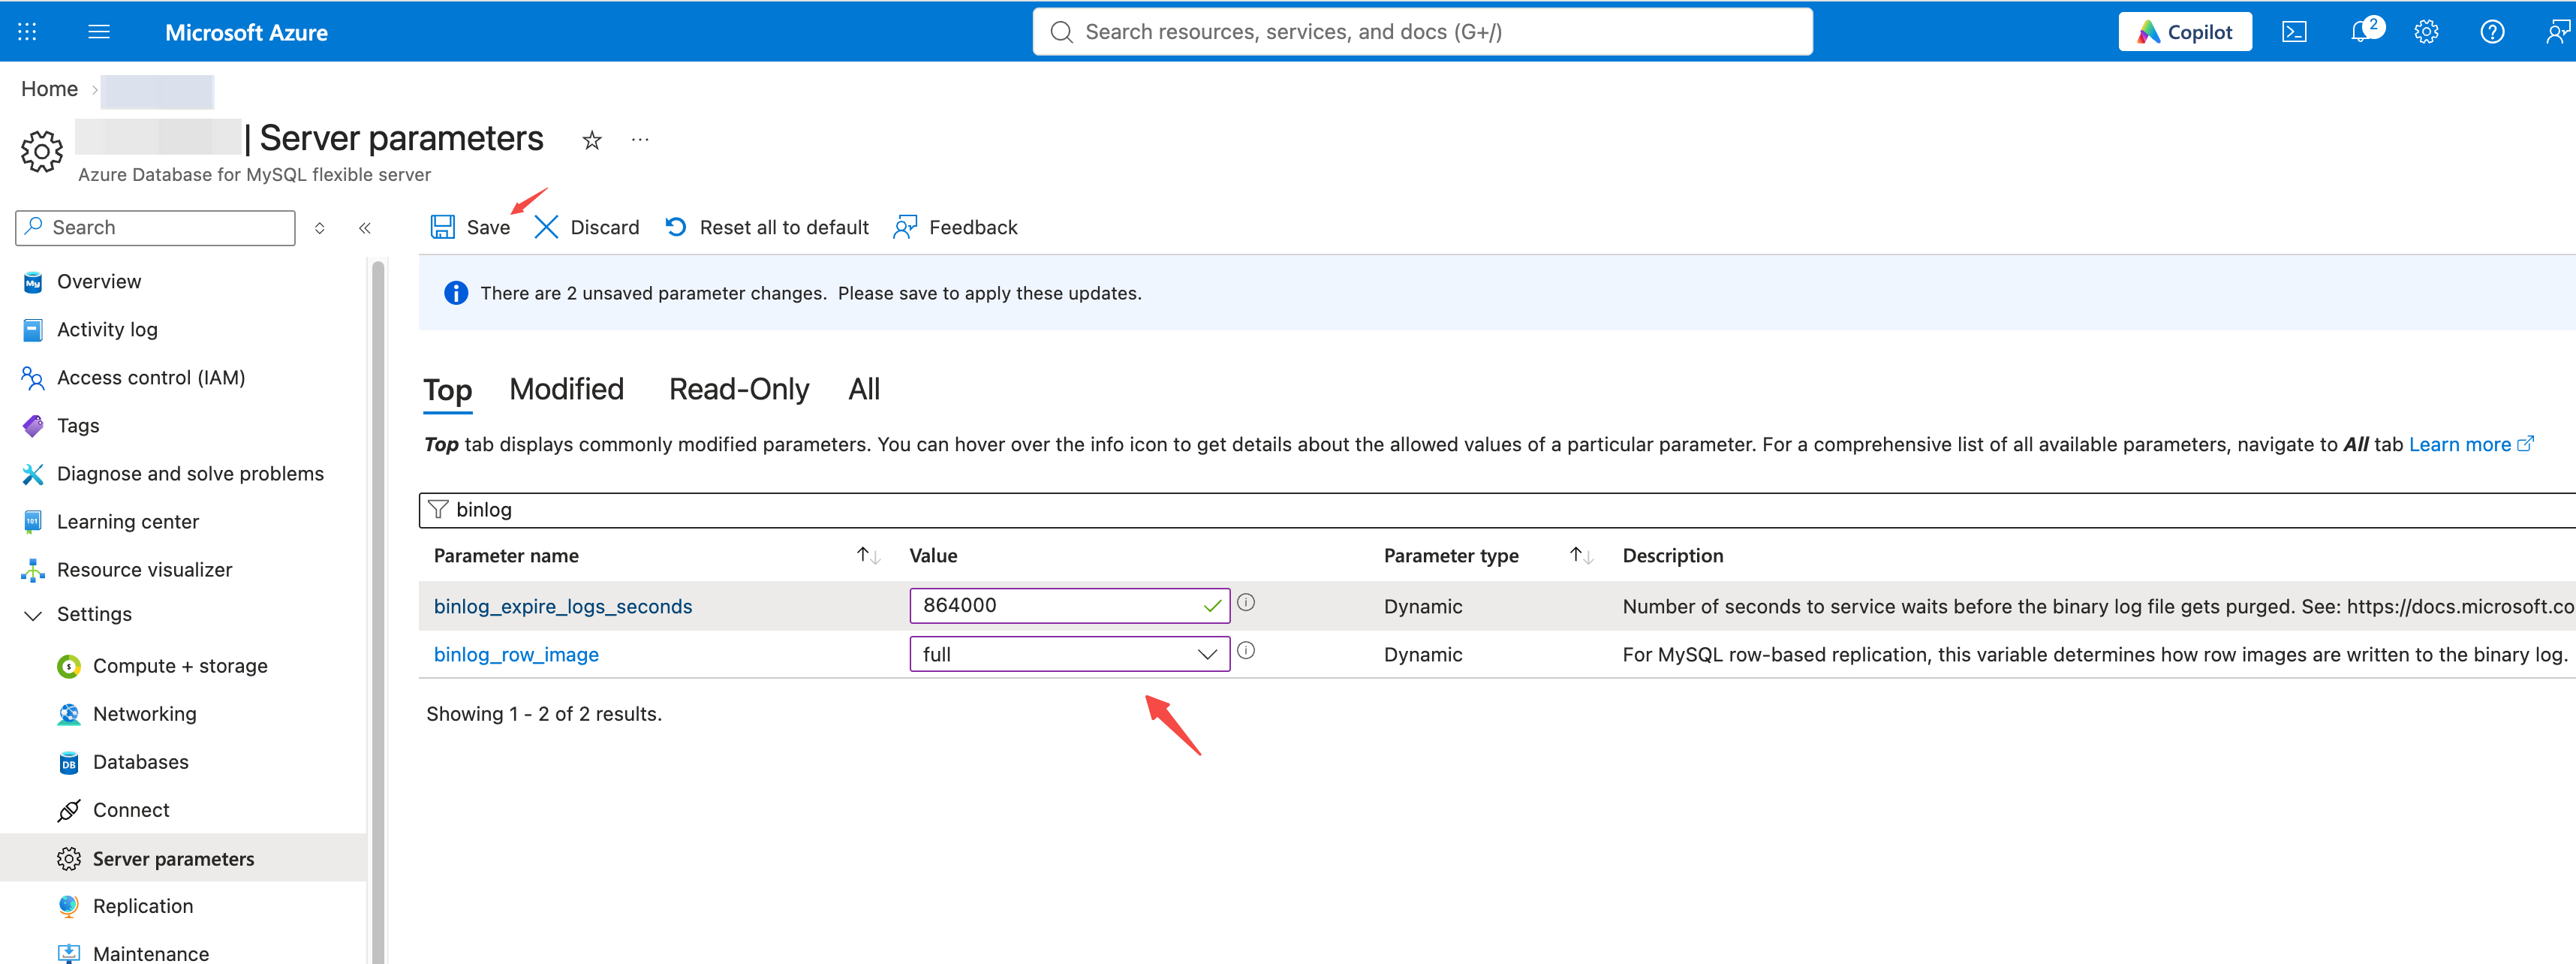 Microsoft Azure
Search resources, services, and docs (G+/)
Copilot
2
Home
| Server parameters
Azure Database for MySQL flexible server
Search
Save
Discard
Reset all to default
Feedback
Overview
Activity log
Access control (IAM)
Tags
Diagnose and solve problems
Learning center
Resource visualizer
Settings
Compute + storage
Networking
Databases
Connect
Server parameters
Replication
Maintenance
There are 2 unsaved parameter changes. Please save to apply these updates.
Top
Modified
Read-Only
All
Top tab displays commonly modified parameters. You can hover over the info icon to get details about the allowed values of a particular parameter. For a comprehensive list of all available parameters, navigate to All tab Learn more
binlog
Parameter name
Value
Parameter type
Description
binlog_expire_logs_seconds
864000
Dynamic
Number of seconds to service waits before the binary log file gets purged. See: https://docs.microsoft.co
binlog_row_image
full
Dynamic
For MySQL row-based replication, this variable determines how row images are written to the binary log.
Showing 1 - 2 of 2 results.